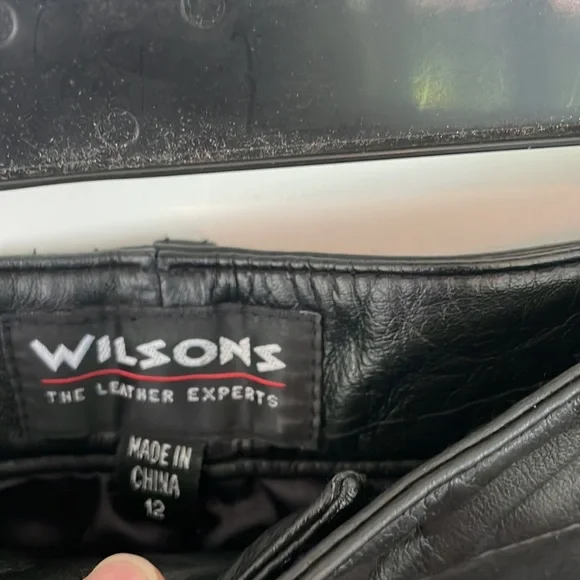 WILSONS
THE LEATHER EXPERTS
MADE IN
CHINA
12